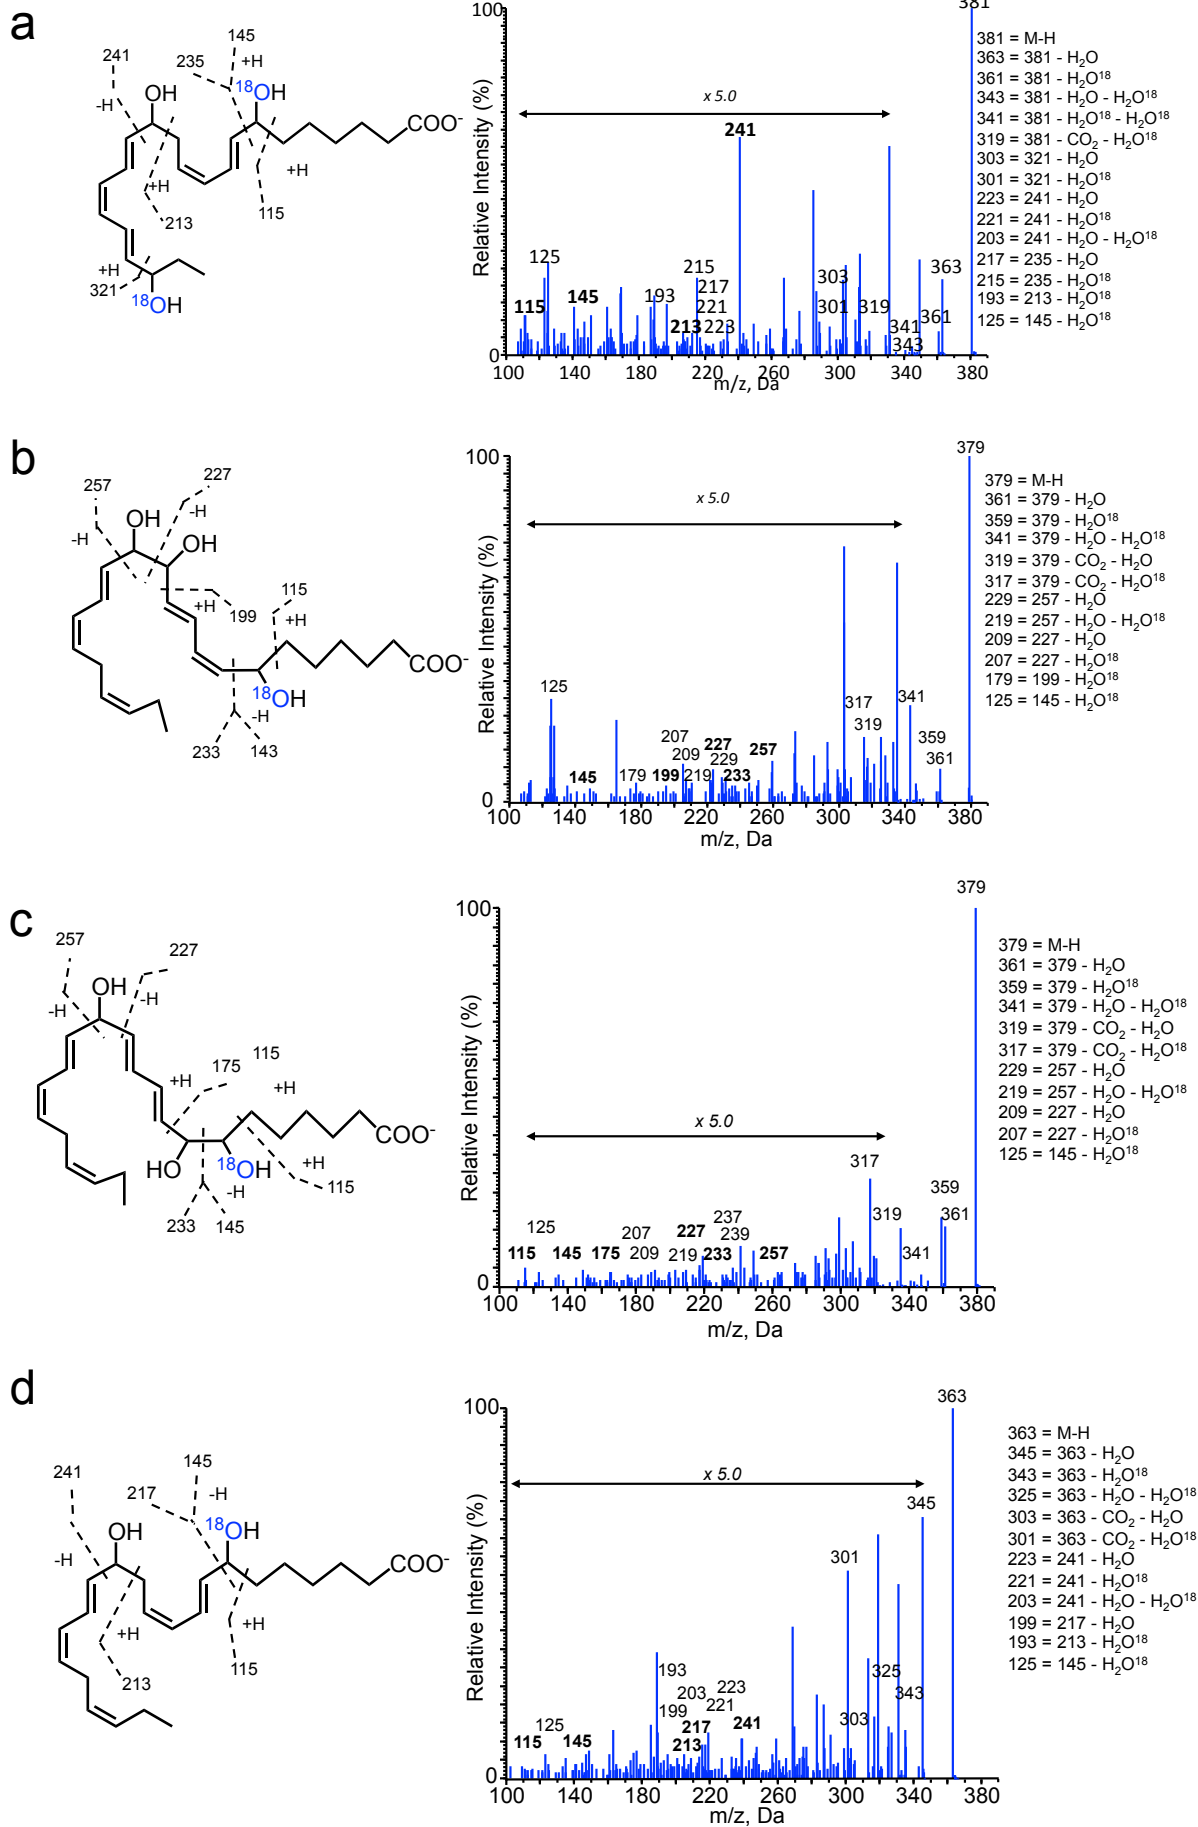 a
241
-H
OH
235
145
+H
18OH
COO-
+H
213
+H
115
+H
321
18OH
Relative Intensity (%)
100
0
x 5.0
381
363
361
343
341
319
303
301
241
223
221
217
215
213
193
145
125
115
100 140 180 220 260 300 340 380
m/z, Da
381 = M-H
363 = 381 - H2O
361 = 381 - H2O18
343 = 381 - H2O - H2O18
341 = 381 - H2O18 - H2O18
319 = 381 - CO2 - H2O18
303 = 321 - H2O
301 = 321 - H2O18
223 = 241 - H2O
221 = 241 - H2O18
203 = 241 - H2O - H2O18
217 = 235 - H2O
215 = 235 - H2O18
193 = 213 - H2O18
125 = 145 - H2O18
b
257
-H
OH
227
-H
OH
+H
199
115
+H
COO-
18OH
-H
233
143
Relative Intensity (%)
100
0
x 5.0
379
361
359
341
319
317
257
233
229
227
219
209
207
199
179
145
125
100 140 180 220 260 300 340 380
m/z, Da
379 = M-H
361 = 379 - H2O
359 = 379 - H2O18
341 = 379 - H2O - H2O18
319 = 379 - CO2 - H2O
317 = 379 - CO2 - H2O18
229 = 257 - H2O
219 = 257 - H2O - H2O18
209 = 227 - H2O
207 = 227 - H2O18
179 = 199 - H2O18
125 = 145 - H2O18
c
257
-H
OH
227
-H
+H
175
115
+H
COO-
HO
18OH
+H
115
-H
233
145
Relative Intensity (%)
100
0
x 5.0
379
361
359
341
319
317
257
239
237
233
227
219
209
207
175
145
125
115
100 140 180 220 260 300 340 380
m/z, Da
379 = M-H
361 = 379 - H2O
359 = 379 - H2O18
341 = 379 - H2O - H2O18
319 = 379 - CO2 - H2O
317 = 379 - CO2 - H2O18
229 = 257 - H2O
219 = 257 - H2O - H2O18
209 = 227 - H2O
207 = 227 - H2O18
125 = 145 - H2O18
d
241
-H
OH
217
145
-H
18OH
COO-
+H
213
+H
115
Relative Intensity (%)
100
0
x 5.0
363
345
343
325
303
301
241
223
221
217
213
203
199
193
145
125
115
100 140 180 220 260 300 340 380
m/z, Da
363 = M-H
345 = 363 - H2O
343 = 363 - H2O18
325 = 363 - H2O - H2O18
303 = 363 - CO2 - H2O
301 = 363 - CO2 - H2O18
223 = 241 - H2O
221 = 241 - H2O18
203 = 241 - H2O - H2O18
199 = 217 - H2O
193 = 213 - H2O18
125 = 145 - H2O18